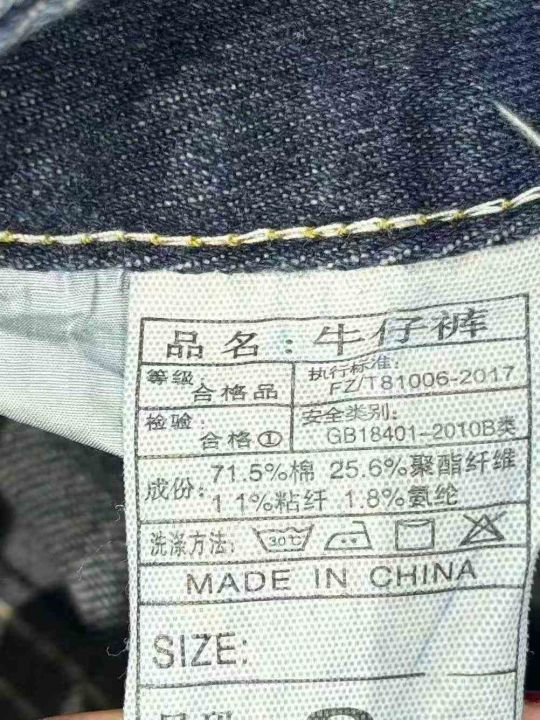 品名：牛仔裤
等级 合格品
执行标准：
FZ/T81006-2017
检验：合格①
安全类别：
GB18401-2010B类
成份：71.5%棉 25.6%聚酯纤维
1.1%粘纤 1.8%氨纶
洗涤方法：30℃
MADE IN CHINA
SIZE: